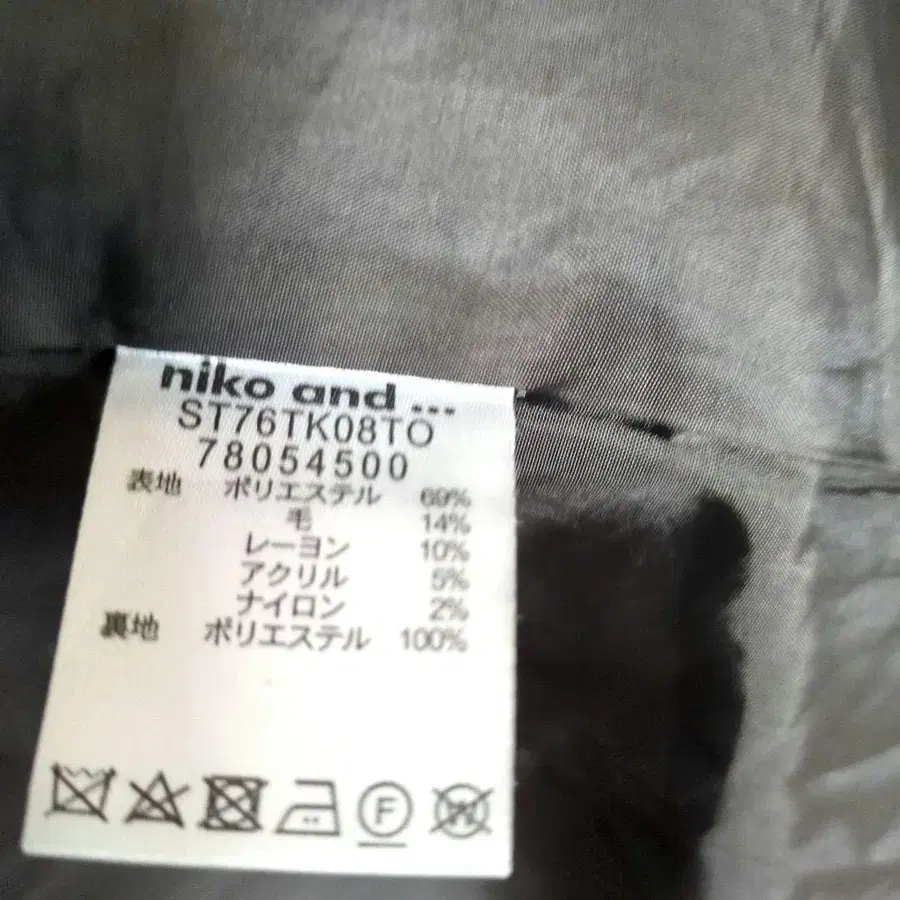 niko and ...
ST76TK08TO
78054500
表地 ポリエステル 69%
毛 14%
レーヨン 10%
アクリル 5%
ナイロン 2%
裏地 ポリエステル 100%
F
W